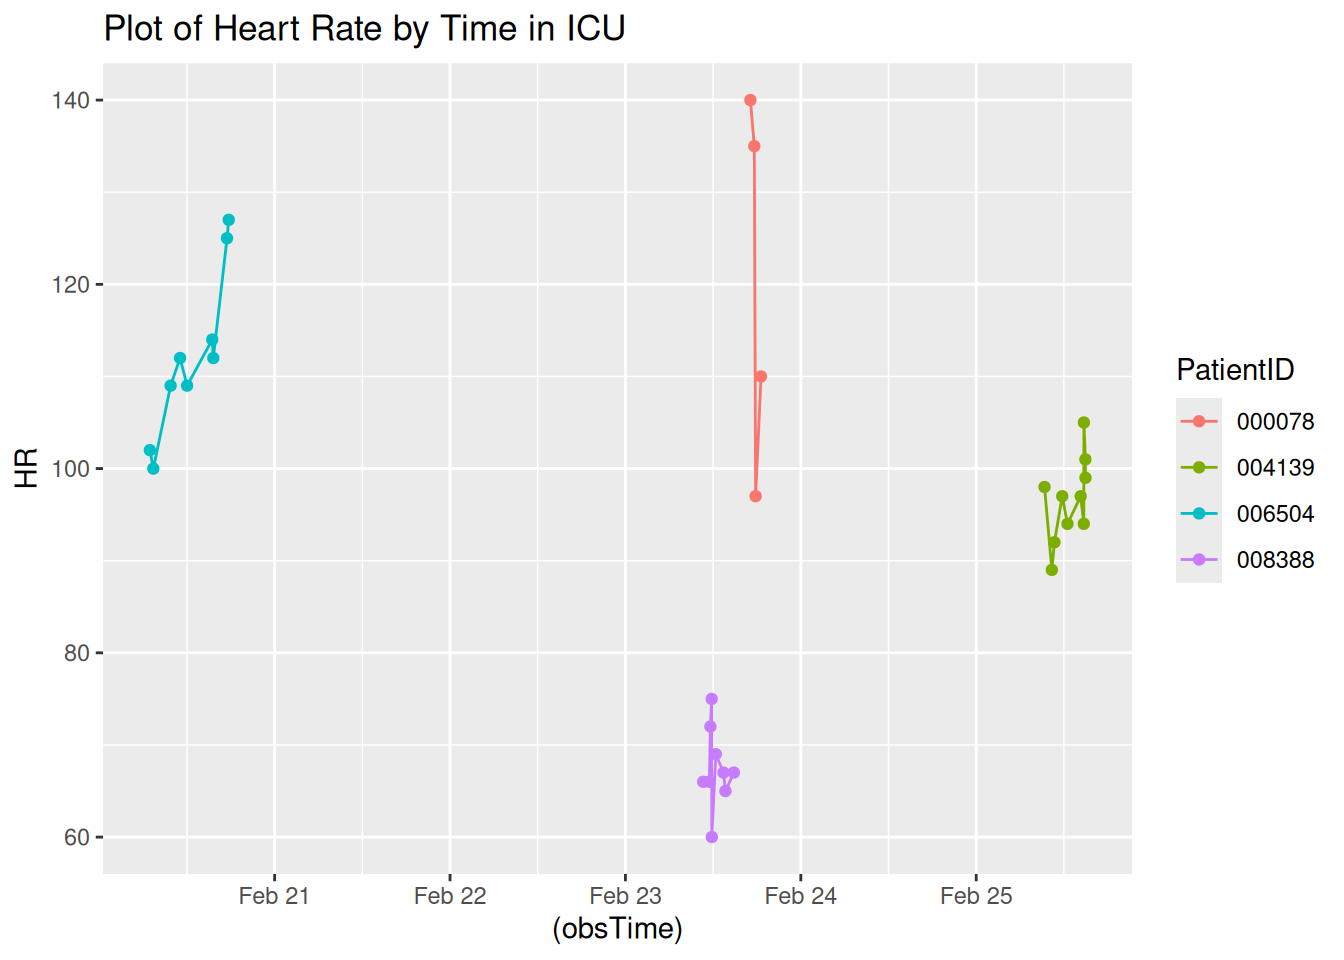 Plot of Heart Rate by Time in ICU
HR
140
120
100
80
60
Feb 21 Feb 22 Feb 23 Feb 24 Feb 25
(obsTime)
PatientID
000078
004139
006504
008388